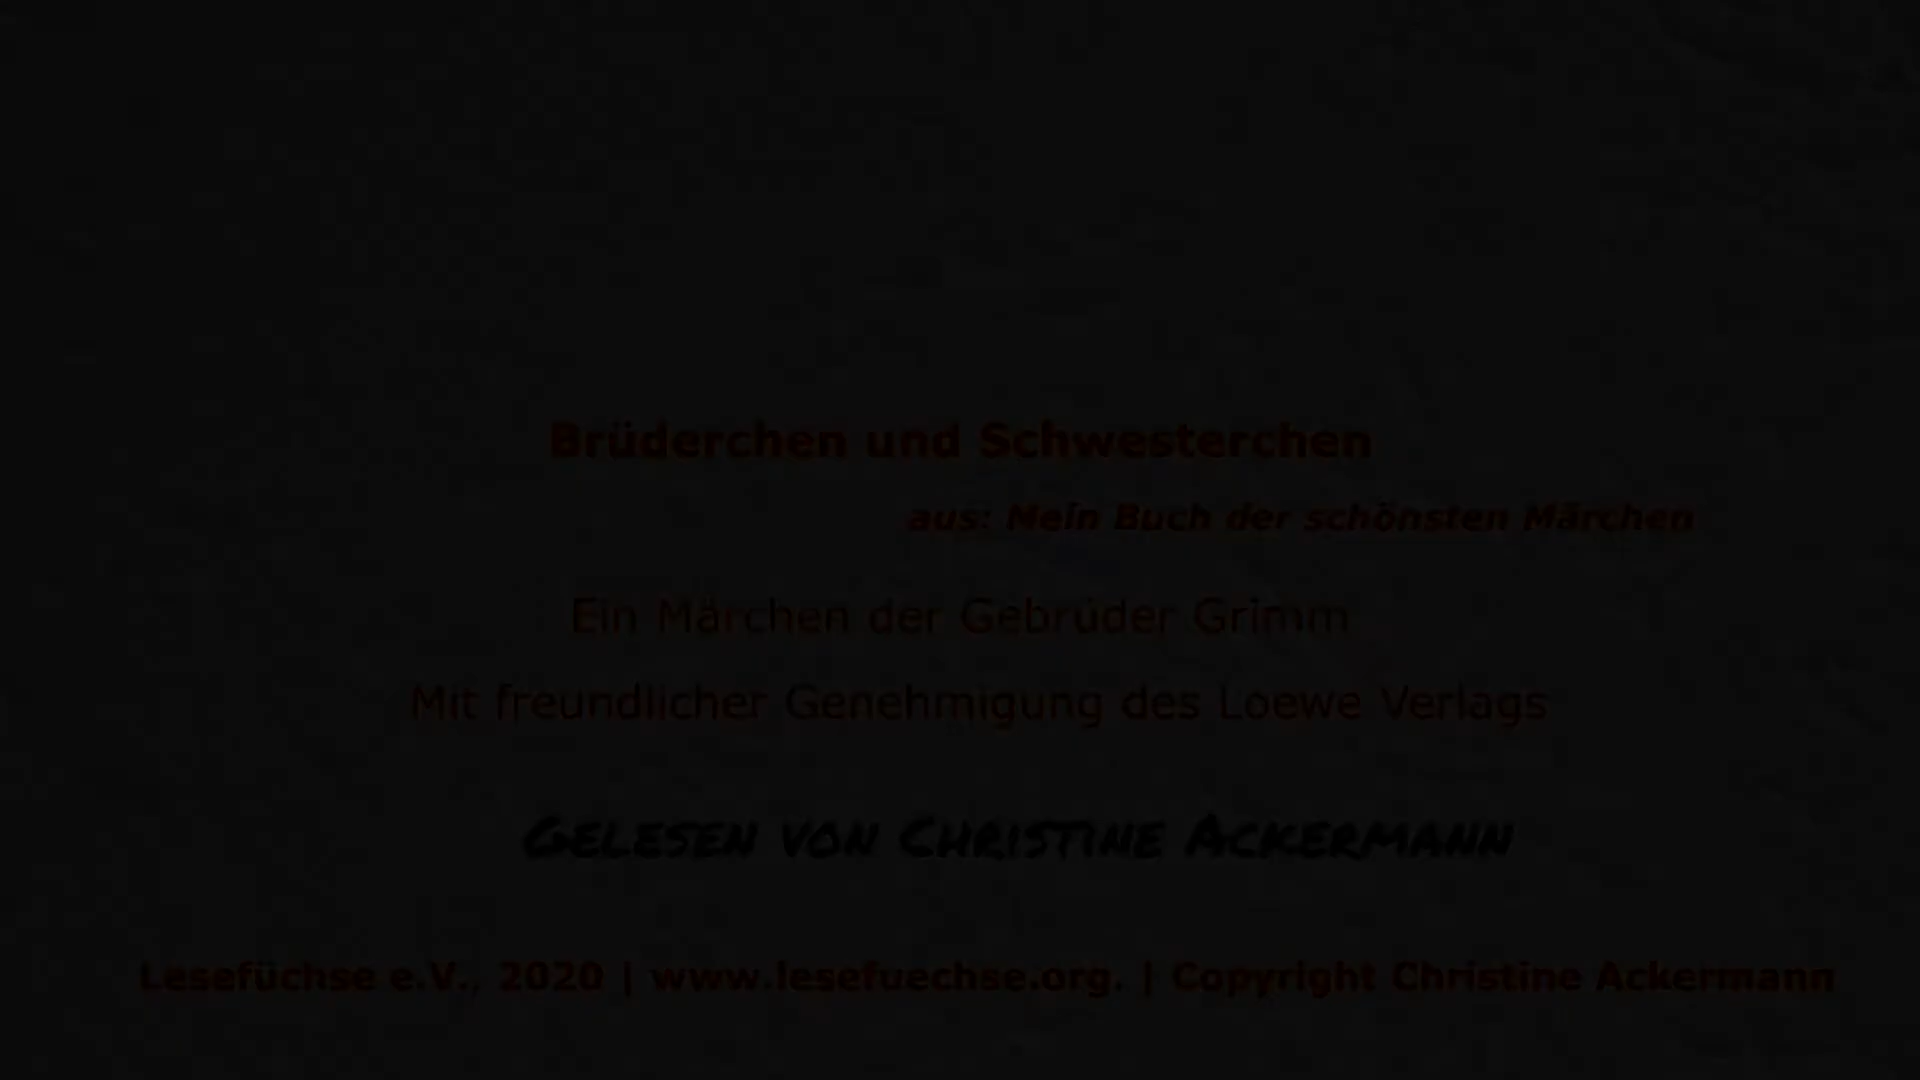 Brüderchen und Schwesterchen
aus: Mein Buch der schönsten Märchen
Ein Märchen der Gebrüder Grimm
Mit freundlicher Genehmigung des Loewe Verlags
Gelesen von Christine Ackermann
Lesefüchse e.V., 2020 | www.lesefuechse.org. | Copyright Christine Ackermann